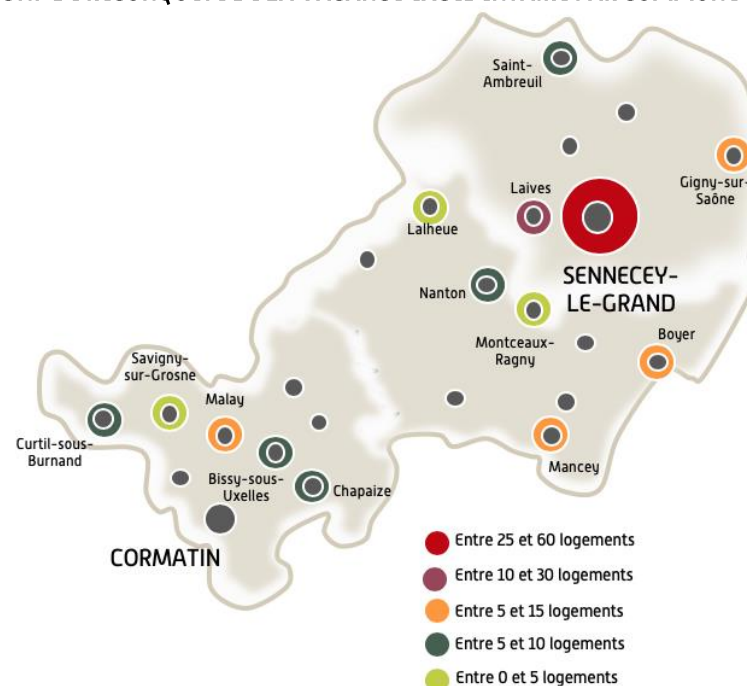 Saint-
Ambreuil
Gigny-sur-
Saône
Laives
Lalheue
SENNECEY-
LE-GRAND
Nanton
Montceaux-
Ragny
Boyer
Savigny-
sur-Grosne
Malay
Curtil-sous-
Burnand
Bissy-sous-
Uxelles
Chapaize
Mancey
CORMATIN
Entre 25 et 60 logements
Entre 10 et 30 logements
Entre 5 et 15 logements
Entre 5 et 10 logements
Entre 0 et 5 logements